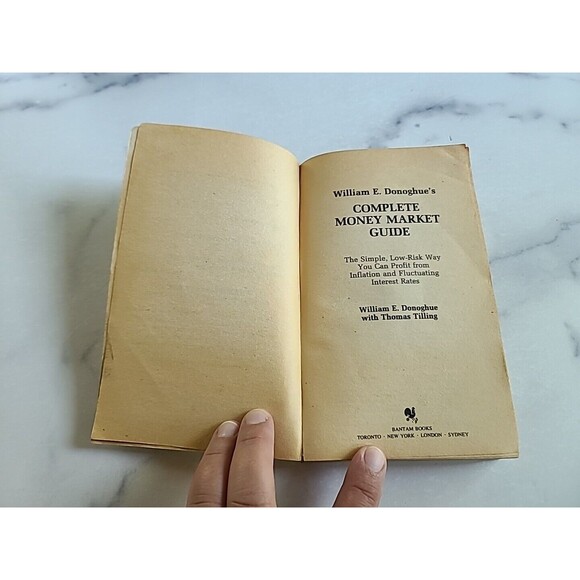 William E. Donoghue's
COMPLETE
MONEY MARKET
GUIDE
The Simple, Low-Risk Way
You Can Profit from
Inflation and Fluctuating
Interest Rates
William E. Donoghue
with Thomas Tilling
BANTAM BOOKS
TORONTO · NEW YORK · LONDON · SYDNEY